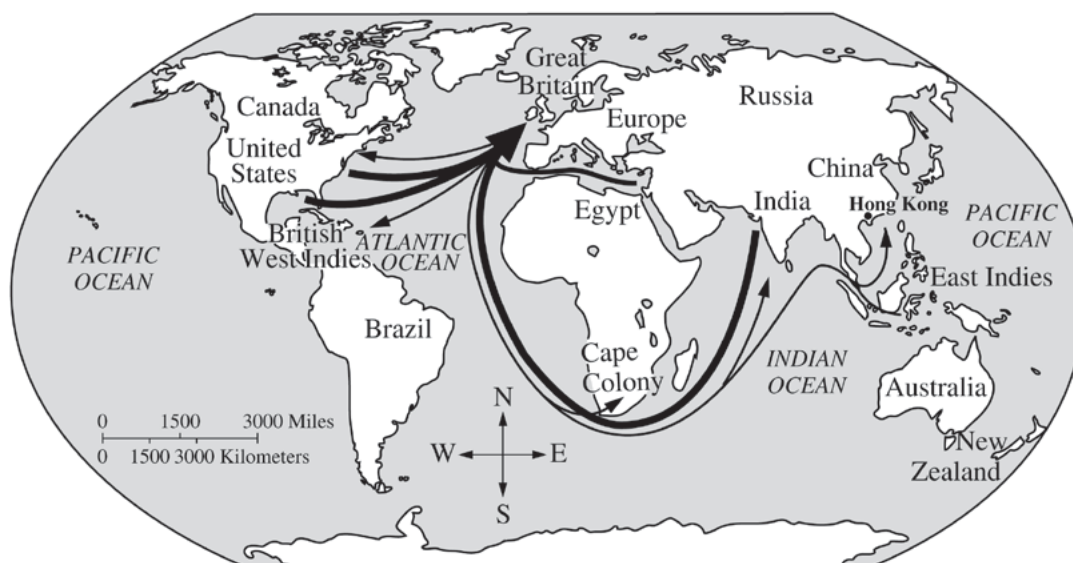 Great
Britain
Canada
Russia
Europe
United
States
China
Egypt
India
Hong Kong
PACIFIC
OCEAN
British
West Indies
ATLANTIC
OCEAN
PACIFIC
OCEAN
East Indies
Brazil
Cape
Colony
INDIAN
OCEAN
Australia
New
Zealand
0 1500 3000 Miles
0 1500 3000 Kilometers
N
W E
S